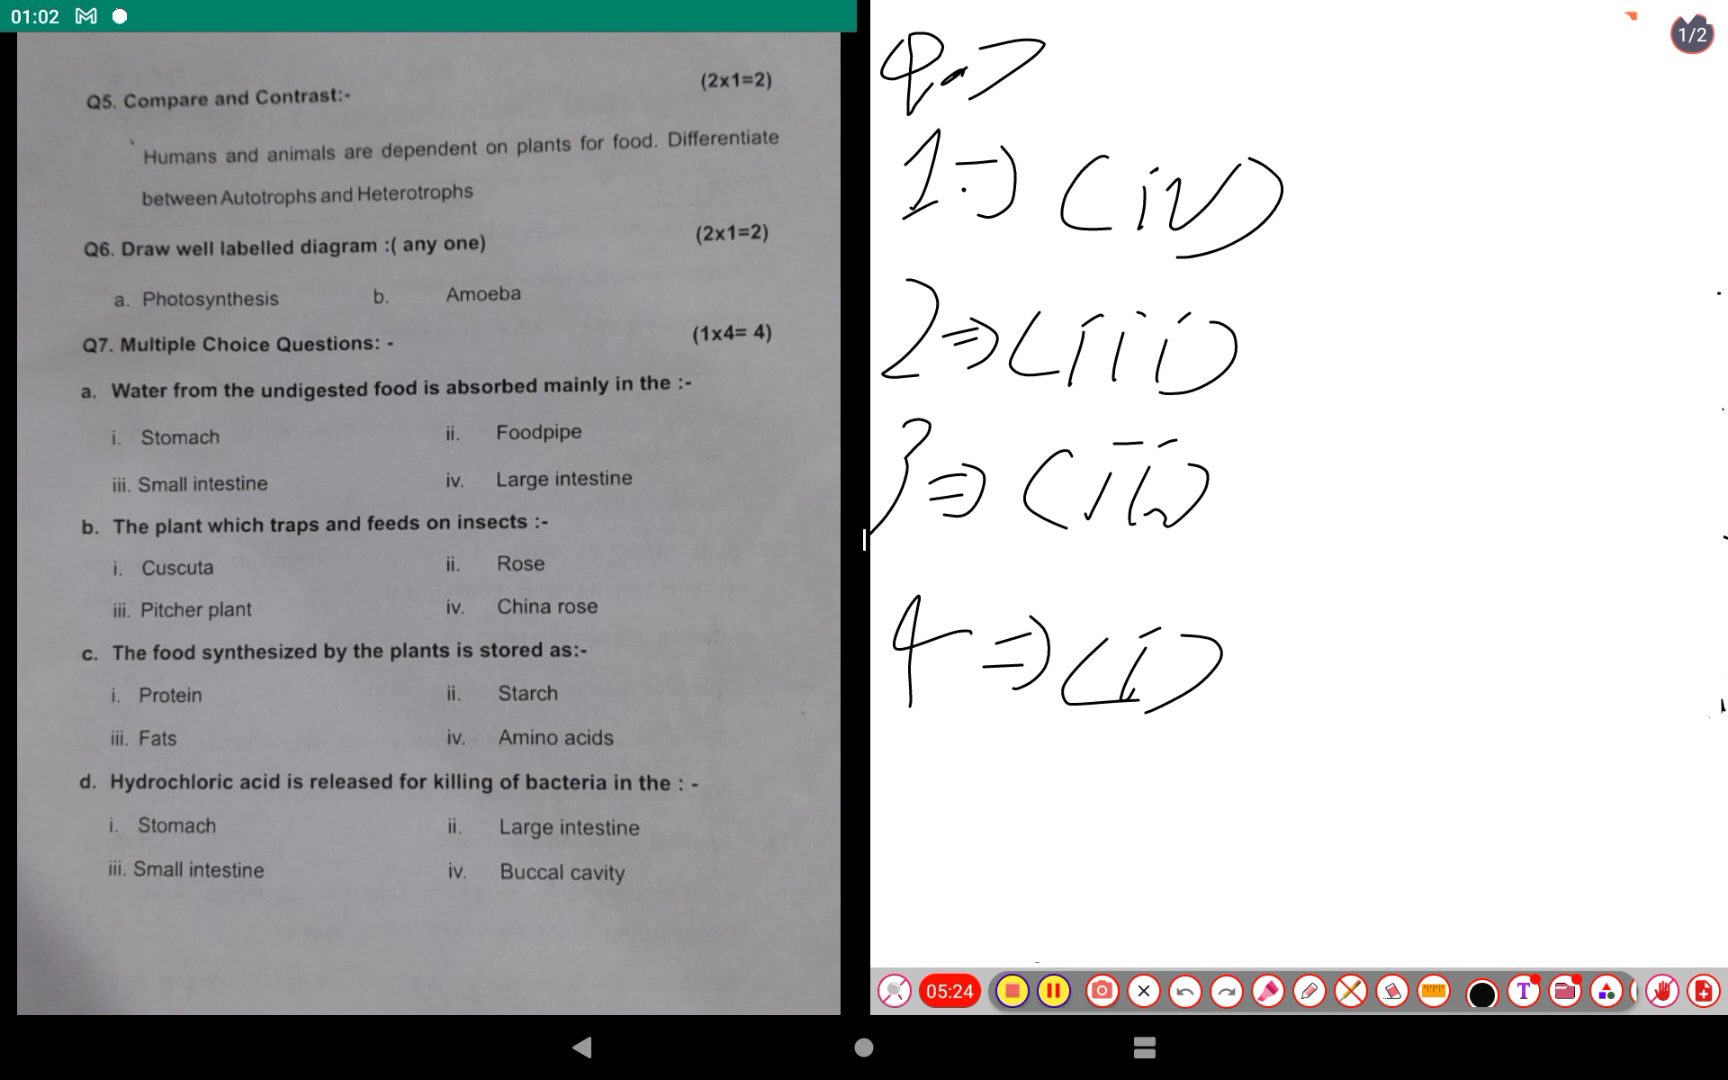 01:02
Q5. Compare and Contrast:- (2x1=2)
Humans and animals are dependent on plants for food. Differentiate
between Autotrophs and Heterotrophs
Q6. Draw well labelled diagram :( any one) (2x1=2)
a. Photosynthesis b. Amoeba
Q7. Multiple Choice Questions: - (1x4= 4)
a. Water from the undigested food is absorbed mainly in the :-
i. Stomach ii. Foodpipe
iii. Small intestine iv. Large intestine
b. The plant which traps and feeds on insects :-
i. Cuscuta ii. Rose
iii. Pitcher plant iv. China rose
c. The food synthesized by the plants is stored as:-
i. Protein ii. Starch
iii. Fats iv. Amino acids
d. Hydrochloric acid is released for killing of bacteria in the : -
i. Stomach ii. Large intestine
iii. Small intestine iv. Buccal cavity
1/2
1 ⇒ (iv)
2 ⇒ (iii)
3 ⇒ (ii)
4 ⇒ (i)
05:24
T